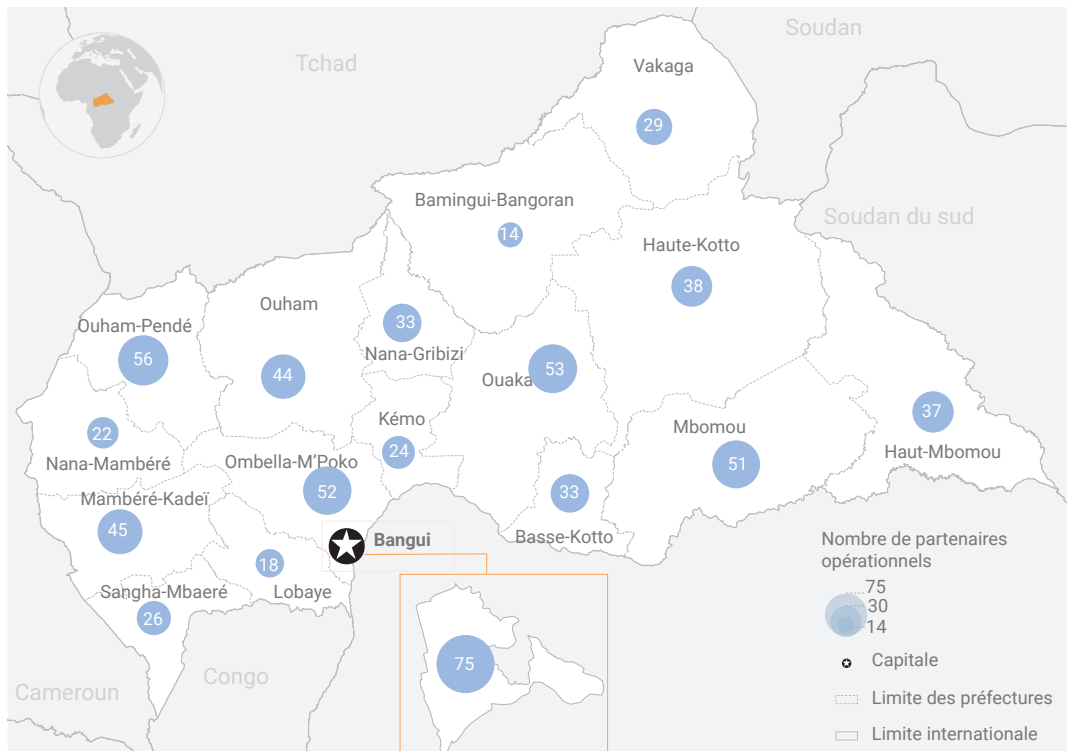 Soudan
Tchad
Vakaga
29
Bamingui-Bangoran
14
Soudan du sud
Haute-Kotto
38
Ouham
44
Ouham-Pendé
56
33
Nana-Gribizi
53
Ouaka
Kémo
24
37
Haut-Mbomou
22
Nana-Mambéré
Mbomou
51
Ombella-M'Poko
52
Mambéré-Kadeï
45
33
Basse-Kotto
Bangui
18
Lobaye
Sangha-Mbaeré
26
75
Congo
Cameroun
Nombre de partenaires
opérationnels
75
30
14
Capitale
Limite des préfectures
Limite internationale